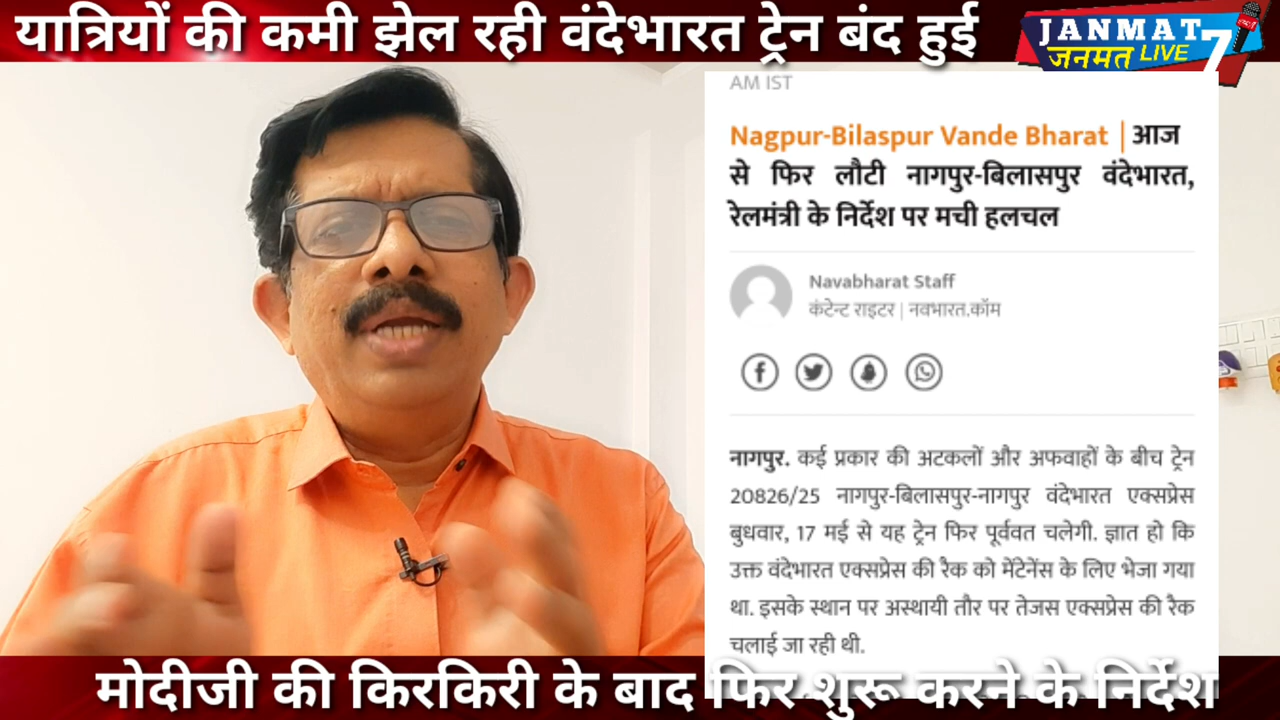 यात्रियों की कमी झेल रही वंदेभारत ट्रेन बंद हुई
JANMAT
जनमत LIVE 7
AM IST
Nagpur-Bilaspur Vande Bharat | आज
से फिर लौटी नागपुर-बिलासपुर वंदेभारत,
रेलमंत्री के निर्देश पर मची हलचल
Navabharat Staff
कंटेन्ट राइटर | नवभारत.कॉम
नागपुर. कई प्रकार की अटकलों और अफवाहों के बीच ट्रेन
20826/25 नागपुर-बिलासपुर-नागपुर वंदेभारत एक्सप्रेस
बुधवार, 17 मई से यह ट्रेन फिर पूर्ववत चलेगी. ज्ञात हो कि
उक्त वंदेभारत एक्सप्रेस की रैक को मेंटेनेंस के लिए भेजा गया
था. इसके स्थान पर अस्थायी तौर पर तेजस एक्सप्रेस की रैक
चलाई जा रही थी.
मोदीजी की किरकिरी के बाद फिर शुरू करने के निर्देश